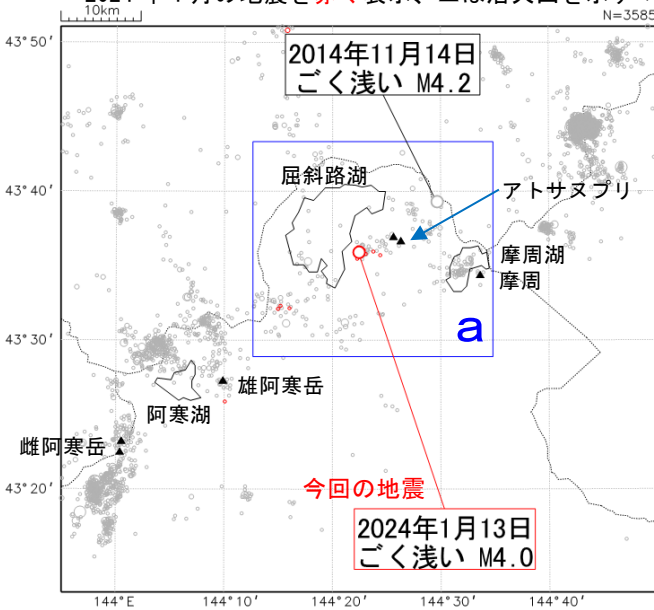 10km
N=3585
43°50′
2014年11月14日
ごく浅い M4.2
屈斜路湖
43°40′
アトサヌプリ
摩周湖
摩周
43°30′
a
雄阿寒岳
阿寒湖
雌阿寒岳
43°20′
今回の地震
2024年1月13日
ごく浅い M4.0
144°E
144°10′
144°20′
144°30′
144°40′